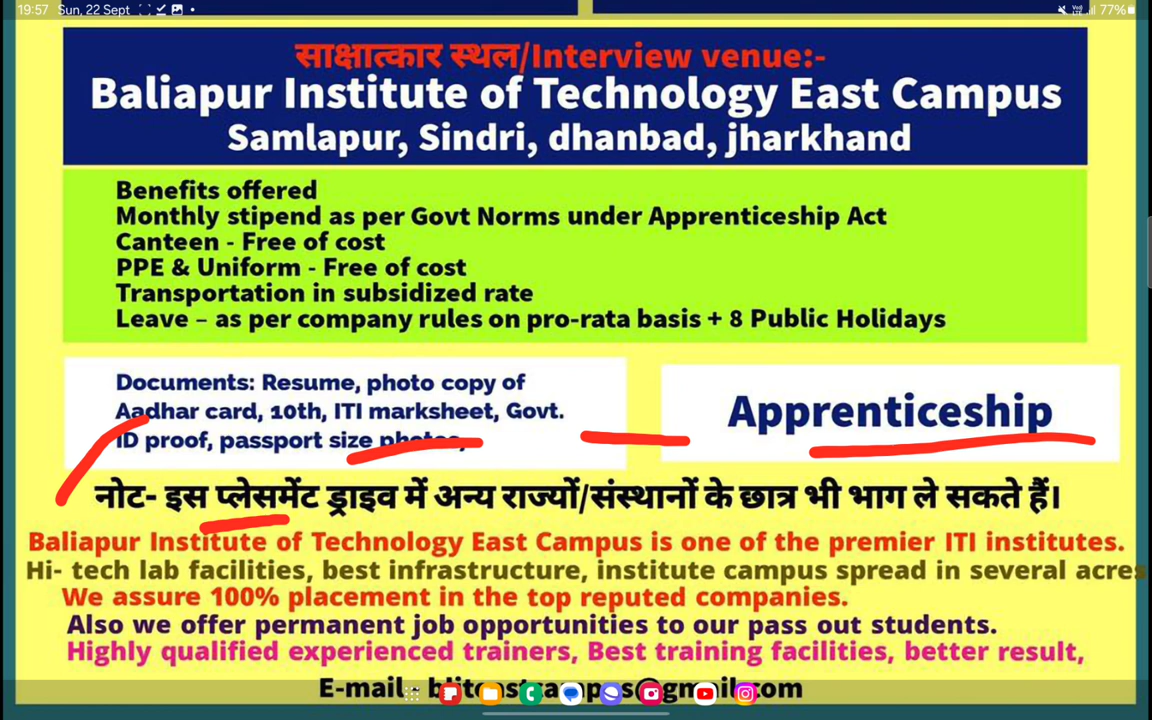 19:57 Sun, 22 Sept
77%
साक्षात्कार स्थल/Interview venue:-
Baliapur Institute of Technology East Campus
Samlapur, Sindri, dhanbad, jharkhand
Benefits offered
Monthly stipend as per Govt Norms under Apprenticeship Act
Canteen - Free of cost
PPE & Uniform - Free of cost
Transportation in subsidized rate
Leave – as per company rules on pro-rata basis + 8 Public Holidays
Documents: Resume, photo copy of
Aadhar card, 10th, ITI marksheet, Govt.
ID proof, passport size photos,
Apprenticeship
नोट- इस प्लेसमेंट ड्राइव में अन्य राज्यों/संस्थानों के छात्र भी भाग ले सकते हैं।
Baliapur Institute of Technology East Campus is one of the premier ITI institutes.
Hi- tech lab facilities, best infrastructure, institute campus spread in several acres
We assure 100% placement in the top reputed companies.
Also we offer permanent job opportunities to our pass out students.
Highly qualified experienced trainers, Best training facilities, better result,
E-mail-